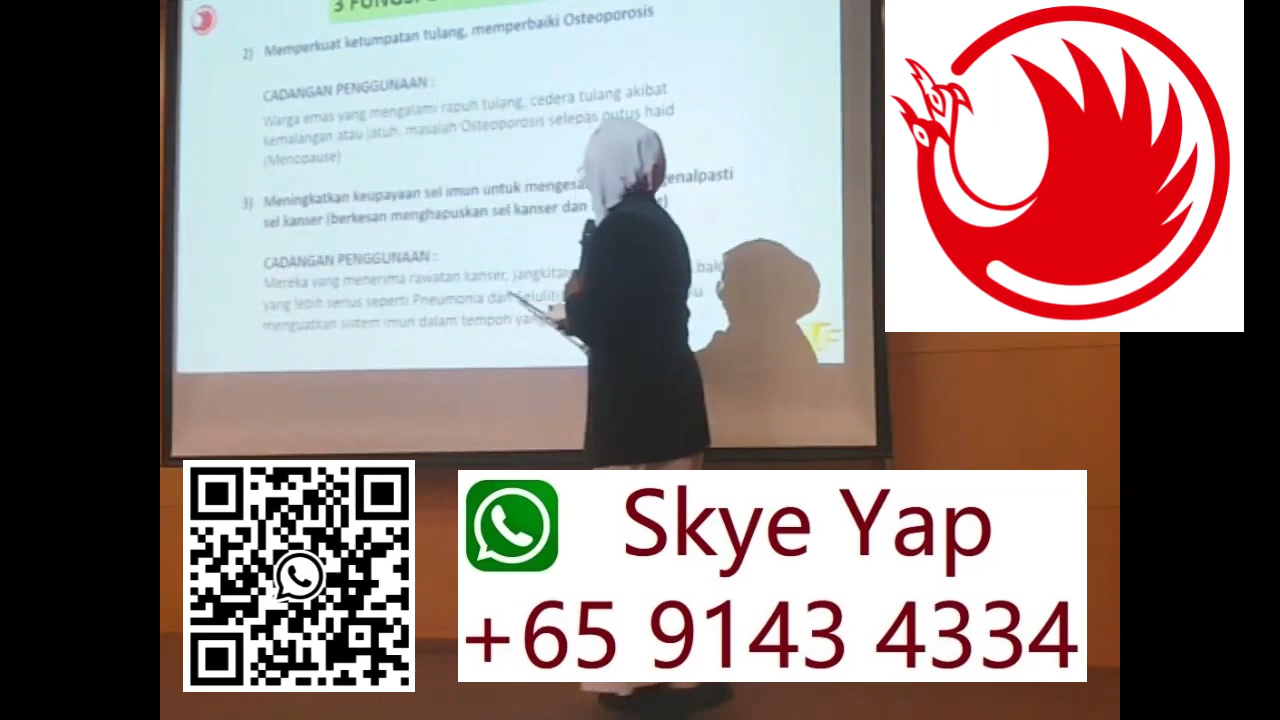 3 FUNGSI
2) Memperkuat ketumpatan tulang, memperbaiki Osteoporosis
CADANGAN PENGGUNAAN :
Warga emas yang mengalami rapuh tulang, cedera tulang akibat
kemalangan atau jatuh, masalah Osteoporosis selepas putus haid
(Menopause)
3) Meningkatkan keupayaan sel imun untuk
sel kanser (berkesan menghapuskan sel kanser dan
CADANGAN PENGGUNAAN :
Mereka yang menerima rawatan kanser,
yang lebih serius seperti Pneumonia dan
menguatkan sistem imun dalam tempoh
Skye Yap
+65 9143 4334